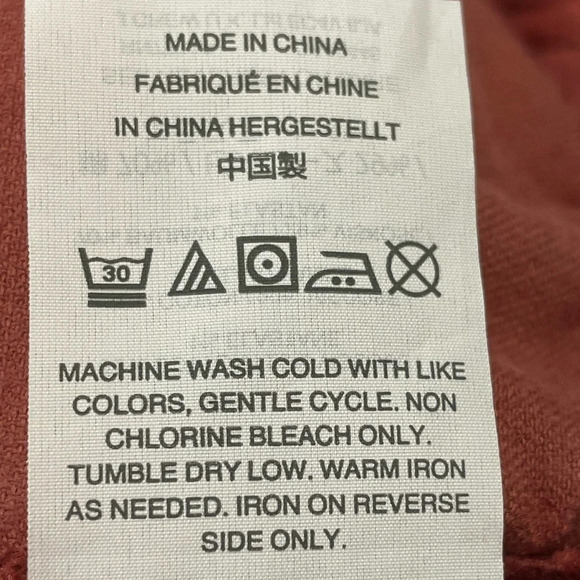 MADE IN CHINA
FABRIQUÉ EN CHINE
IN CHINA HERGESTELLT
中国製
30
MACHINE WASH COLD WITH LIKE
COLORS, GENTLE CYCLE. NON
CHLORINE BLEACH ONLY.
TUMBLE DRY LOW. WARM IRON
AS NEEDED. IRON ON REVERSE
SIDE ONLY.